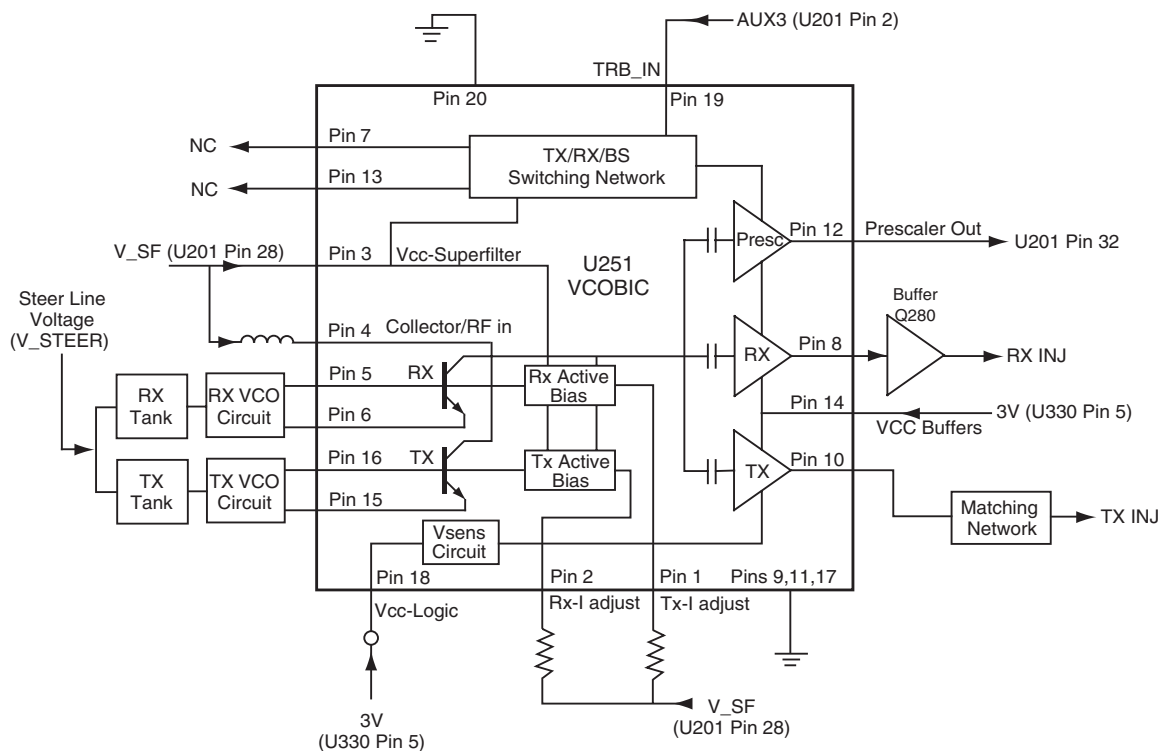 AUX3 (U201 Pin 2)
TRB_IN
Pin 20
Pin 19
Pin 7
NC
TX/RX/BS
Switching Network
Pin 13
NC
Presc
Pin 12
Prescaler Out
U201 Pin 32
V_SF (U201 Pin 28)
Pin 3
Vcc-Superfilter
U251
VCOBIC
Steer Line
Voltage
(V_STEER)
Buffer
Q280
Pin 4
Collector/RF in
RX
Pin 8
RX INJ
Pin 5
RX
Rx Active
Bias
RX
Tank
RX VCO
Circuit
Pin 6
Pin 14
3V (U330 Pin 5)
VCC Buffers
Pin 16
TX
Tx Active
Bias
TX
Pin 10
TX
Tank
TX VCO
Circuit
Pin 15
Matching
Network
TX INJ
Vsens
Circuit
Pin 18
Pin 2
Pin 1
Pins 9,11,17
Vcc-Logic
Rx-I adjust
Tx-I adjust
3V
(U330 Pin 5)
V_SF
(U201 Pin 28)